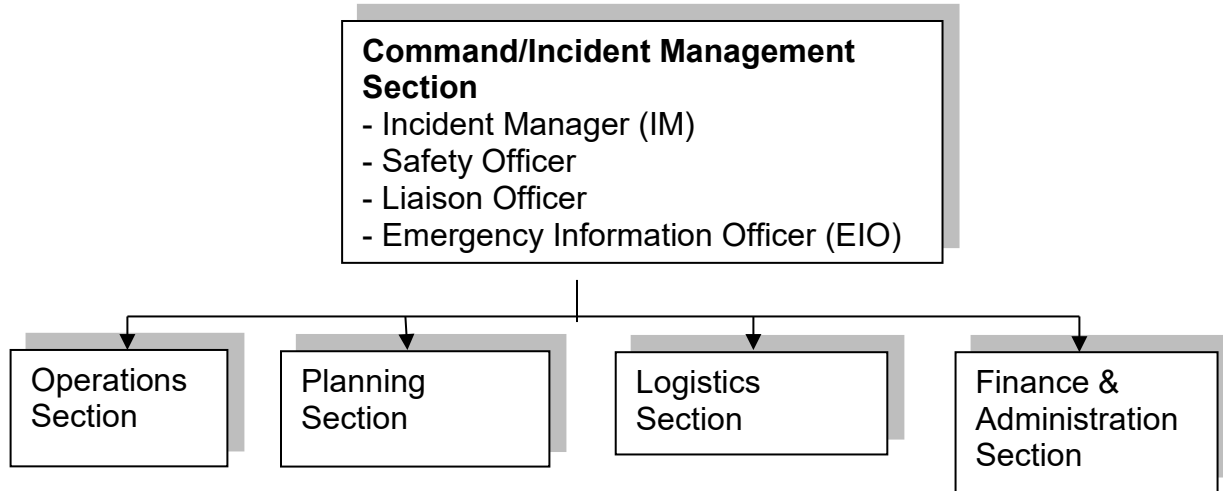 Command/Incident Management
Section
- Incident Manager (IM)
- Safety Officer
- Liaison Officer
- Emergency Information Officer (EIO)
Operations
Section
Planning
Section
Logistics
Section
Finance &
Administration
Section